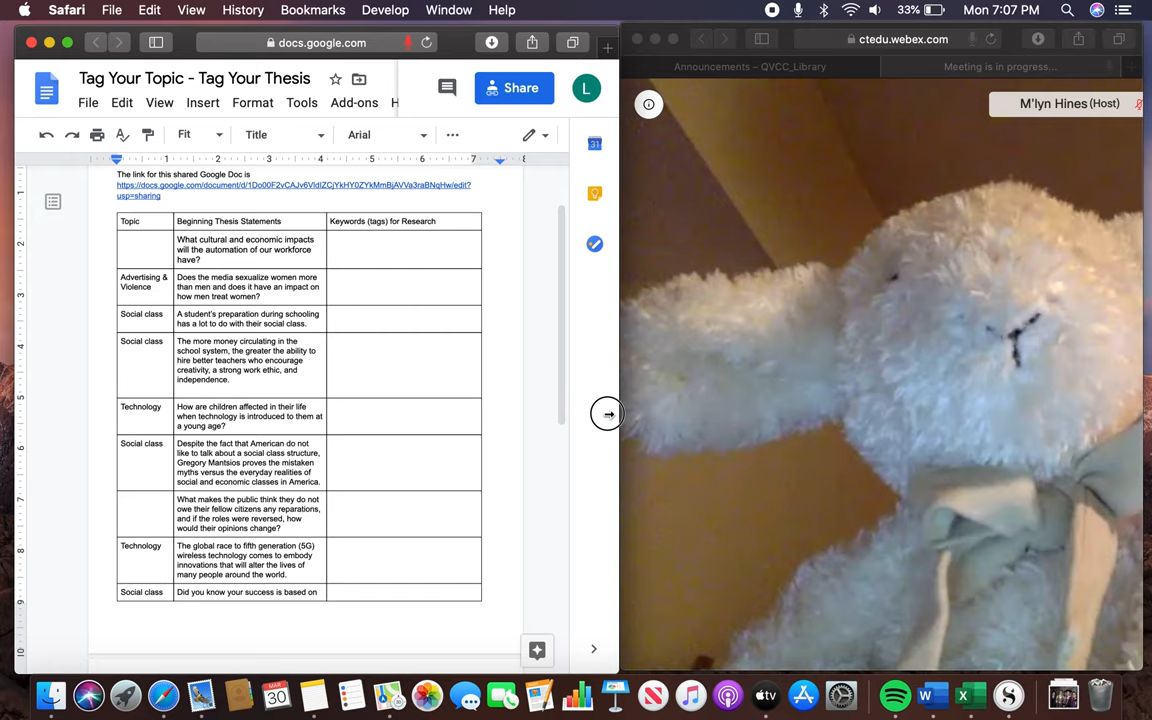 Safari File Edit View History Bookmarks Develop Window Help 33% Mon 7:07 PM
docs.google.com
ctedu.webex.com
Announcements – QVCC_Library
Meeting is in progress...
Tag Your Topic - Tag Your Thesis
Share
L
File Edit View Insert Format Tools Add-ons H
M'lyn Hines (Host)
Fit Title Arial
1 2 3 4 5 6 7 8
31
The link for this shared Google Doc is
Topic Beginning Thesis Statements Keywords (tags) for Research
What cultural and economic impacts
will the automation of our workforce
have?
Advertising & Does the media sexualize women more
Violence than men and does it have an impact on
how men treat women?
Social class A student's preparation during schooling
has a lot to do with their social class.
Social class The more money circulating in the
school system, the greater the ability to
hire better teachers who encourage
creativity, a strong work ethic, and
independence.
Technology How are children affected in their life
when technology is introduced to them at
a young age?
Social class Despite the fact that American do not
like to talk about a social class structure,
Gregory Mantsios proves the mistaken
myths versus the everyday realities of
social and economic classes in America.
What makes the public think they do not
owe their fellow citizens any reparations,
and if the roles were reversed, how
would their opinions change?
Technology The global race to fifth generation (5G)
wireless technology comes to embody
innovations that will alter the lives of
many people around the world.
Social class Did you know your success is based on
MAR
30
tv
W
X